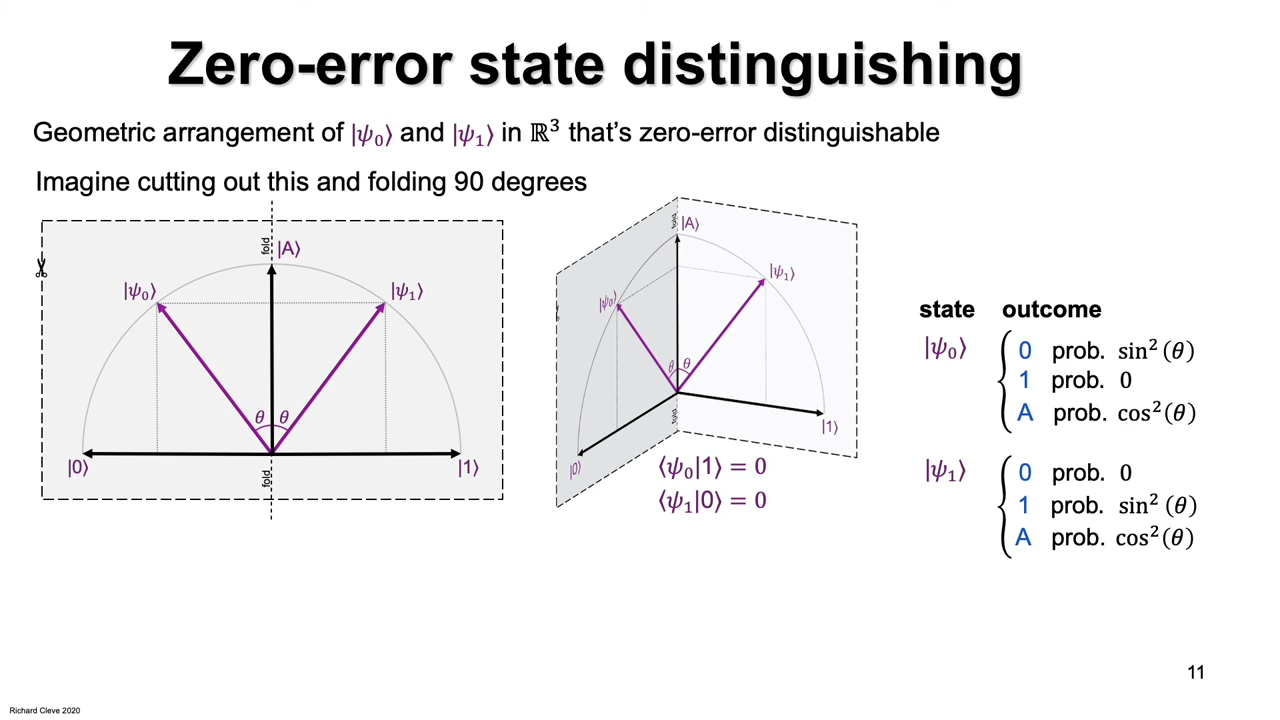 Zero-error state distinguishing
Geometric arrangement of |ψ₀⟩ and |ψ₁⟩ in ℝ³ that’s zero-error distinguishable
Imagine cutting out this and folding 90 degrees
fold
|A⟩
|ψ₀⟩
|ψ₁⟩
θ θ
|0⟩
|1⟩
fold
fold
|A⟩
|ψ₀⟩
|ψ₁⟩
θ θ
|0⟩
|1⟩
fold
⟨ψ₀|1⟩ = 0
⟨ψ₁|0⟩ = 0
state outcome
|ψ₀⟩
0 prob. sin²(θ)
1 prob. 0
A prob. cos²(θ)
|ψ₁⟩
0 prob. 0
1 prob. sin²(θ)
A prob. cos²(θ)
11
Richard Cleve 2020